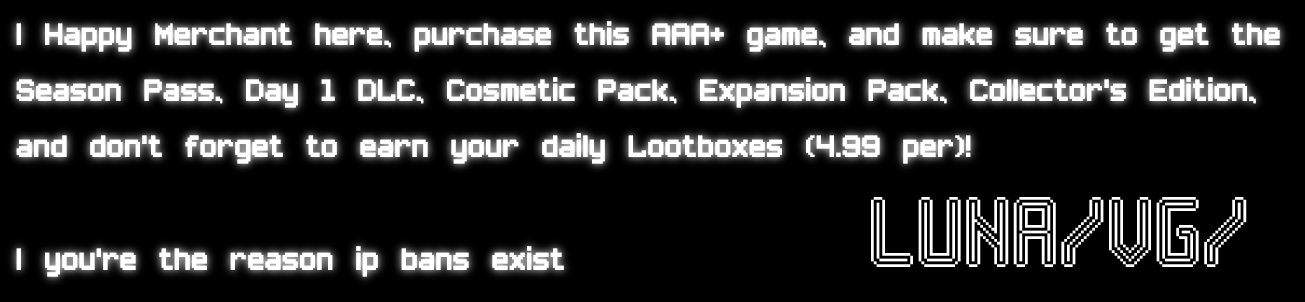 | Happy Merchant here, purchase this AAA+ game, and make sure to get the
Season Pass, Day 1 DLC, Cosmetic Pack, Expansion Pack, Collector's Edition,
and don't forget to earn your daily Lootboxes (4.99 per)!
LUNA/VG/
| you're the reason ip bans exist